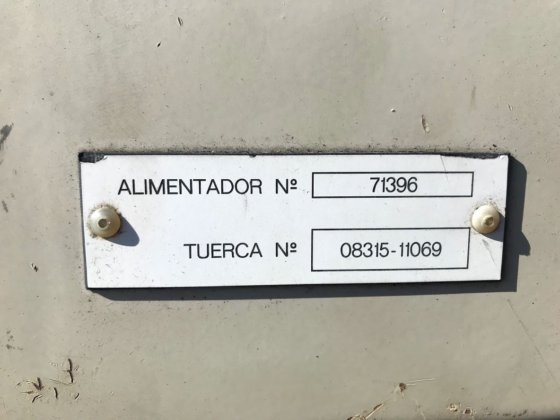 ALIMENTADOR Nº 71396
TUERCA Nº 08315-11069